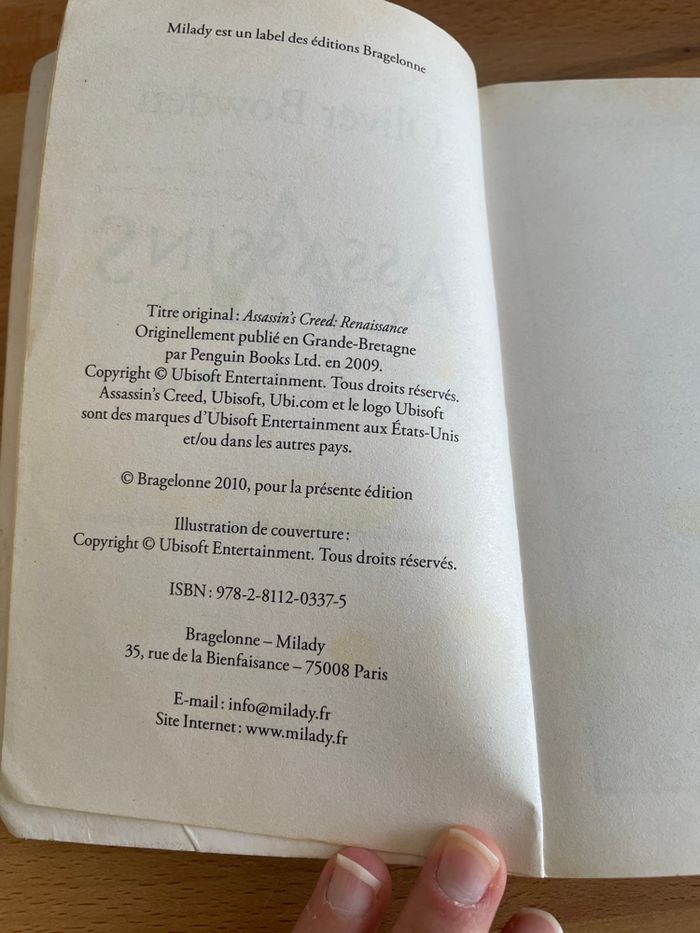 Milady est un label des éditions Bragelonne
Titre original : Assassin's Creed: Renaissance
Originellement publié en Grande-Bretagne
par Penguin Books Ltd. en 2009.
Copyright © Ubisoft Entertainment. Tous droits réservés.
Assassin's Creed, Ubisoft, Ubi.com et le logo Ubisoft
sont des marques d'Ubisoft Entertainment aux États-Unis
et/ou dans les autres pays.
© Bragelonne 2010, pour la présente édition
Illustration de couverture :
Copyright © Ubisoft Entertainment. Tous droits réservés.
ISBN : 978-2-8112-0337-5
Bragelonne – Milady
35, rue de la Bienfaisance – 75008 Paris
E-mail : info@milady.fr
Site Internet : www.milady.fr